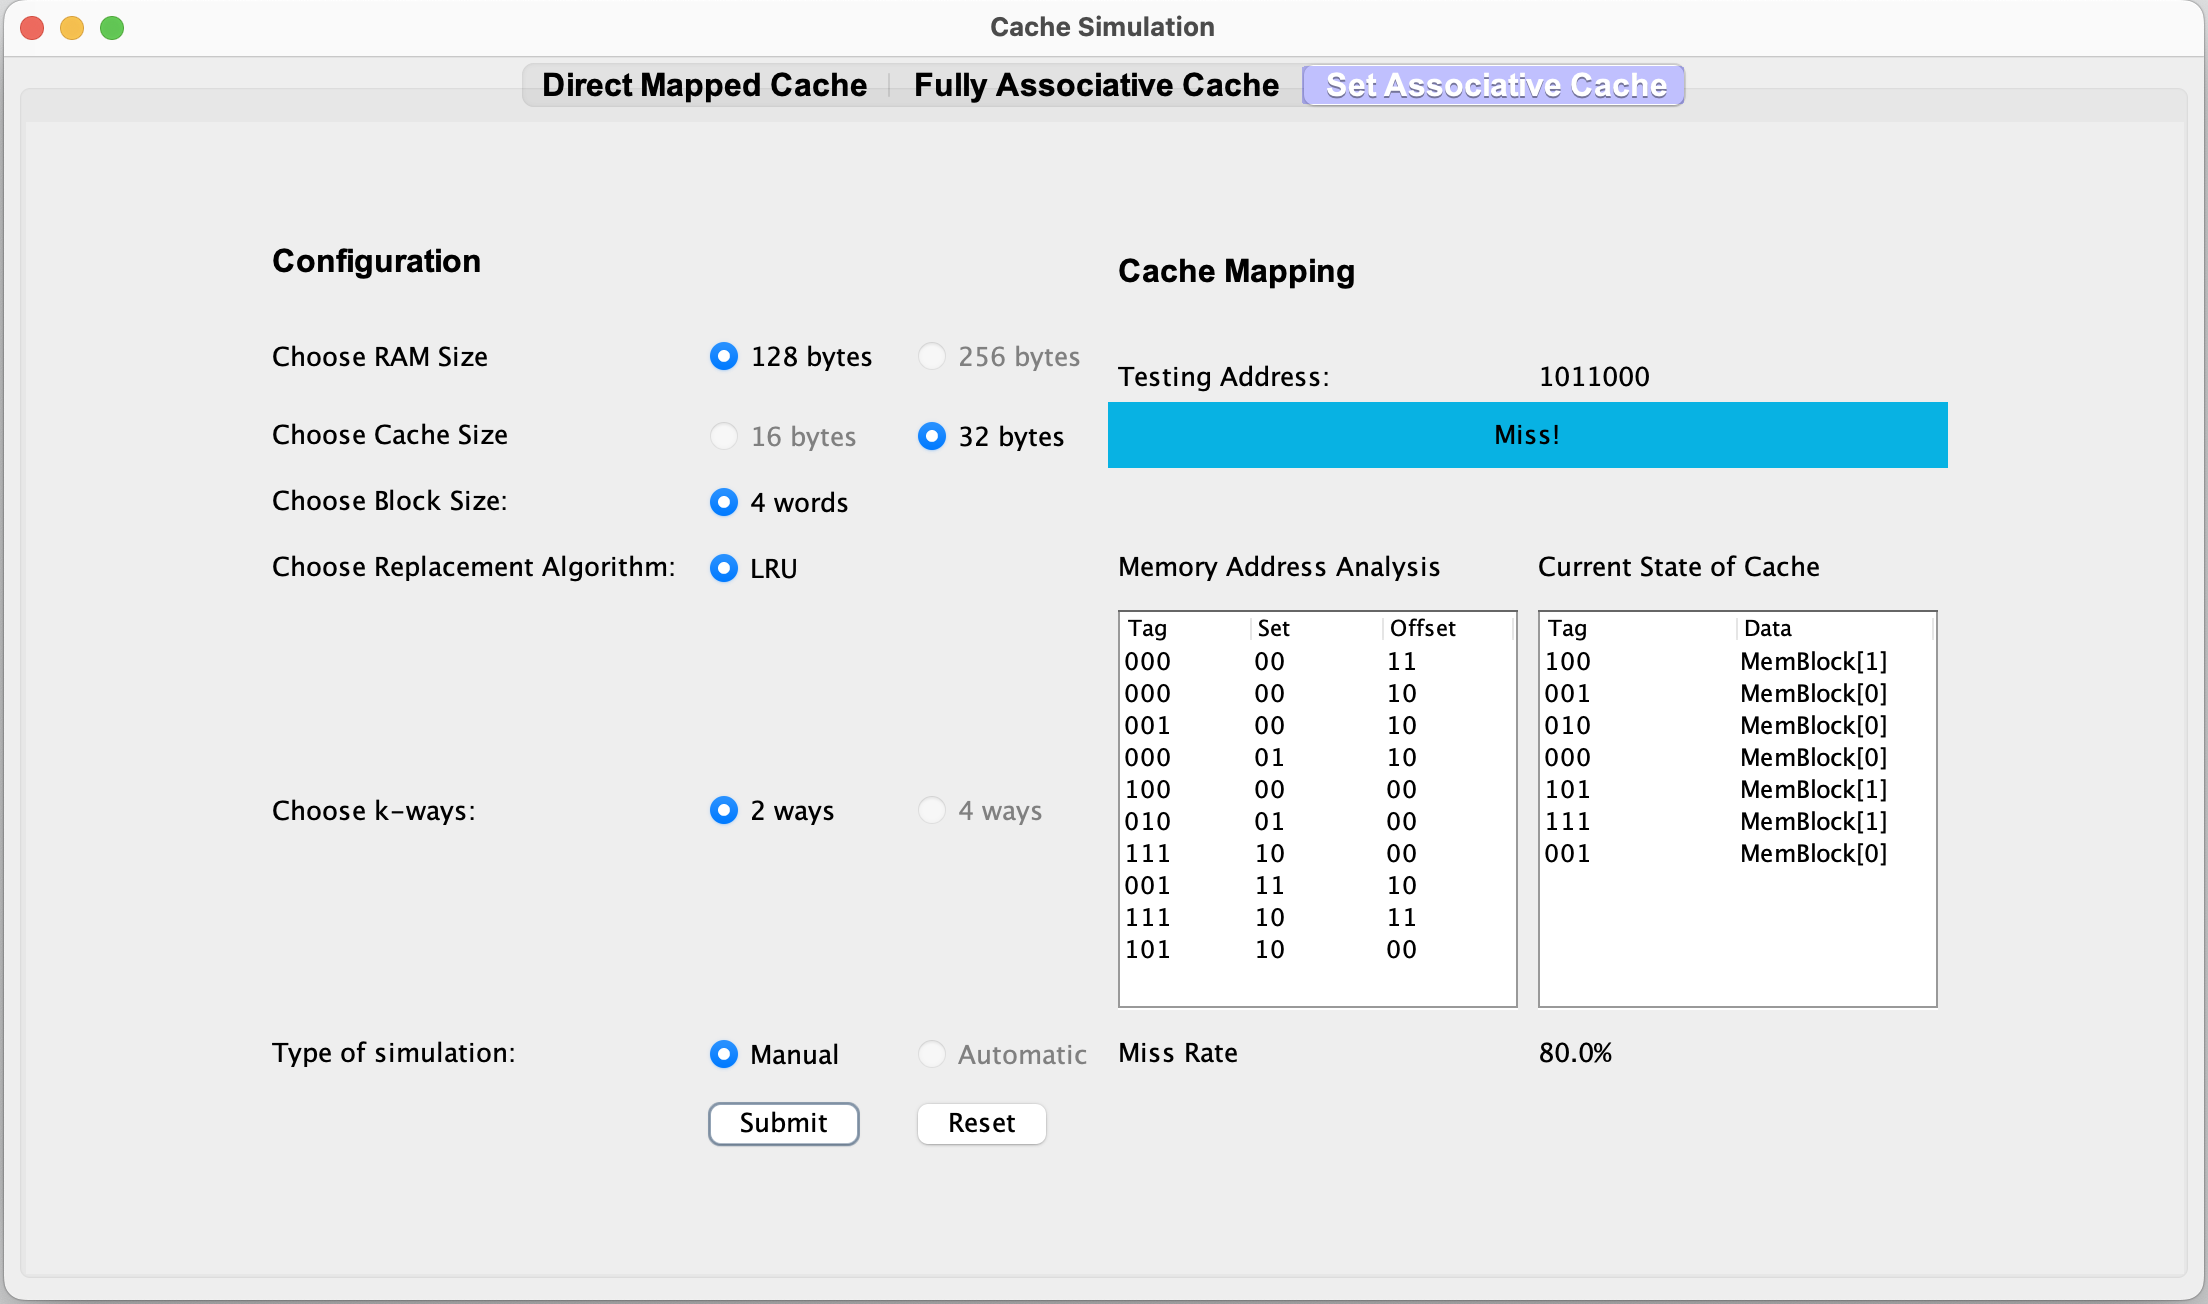 Cache Simulation
Direct Mapped Cache Fully Associative Cache Set Associative Cache
Configuration
Choose RAM Size 128 bytes 256 bytes
Choose Cache Size 16 bytes 32 bytes
Choose Block Size: 4 words
Choose Replacement Algorithm: LRU
Choose k-ways: 2 ways 4 ways
Type of simulation: Manual Automatic
Submit Reset
Cache Mapping
Testing Address: 1011000
Miss!
Memory Address Analysis
Tag Set Offset
000 00 11
000 00 10
001 00 10
000 01 10
100 00 00
010 01 00
111 10 00
001 11 10
111 10 11
101 10 00
Current State of Cache
Tag Data
100 MemBlock[1]
001 MemBlock[0]
010 MemBlock[0]
000 MemBlock[0]
101 MemBlock[1]
111 MemBlock[1]
001 MemBlock[0]
Miss Rate 80.0%